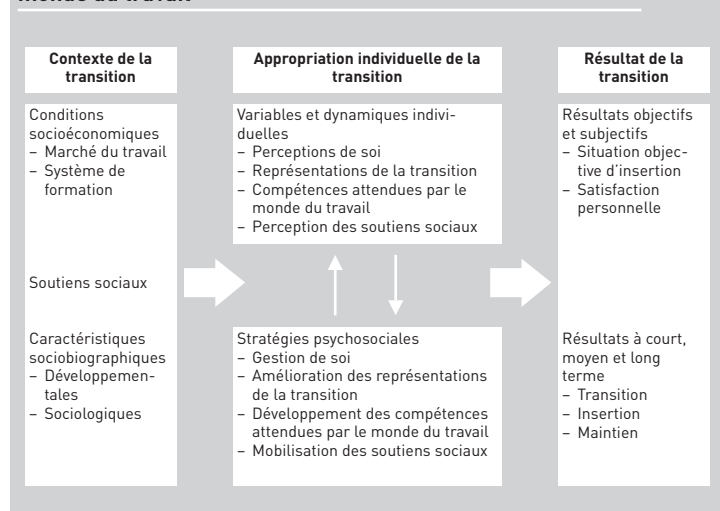 monde du travail
Contexte de la
transition
Conditions
socioéconomiques
– Marché du travail
– Système de
formation
Soutiens sociaux
Caractéristiques
sociobiographiques
– Développemen-
tales
– Sociologiques
Appropriation individuelle de la
transition
Variables et dynamiques indivi-
duelles
– Perceptions de soi
– Représentations de la transition
– Compétences attendues par le
monde du travail
– Perception des soutiens sociaux
Stratégies psychosociales
– Gestion de soi
– Amélioration des représentations
de la transition
– Développement des compétences
attendues par le monde du travail
– Mobilisation des soutiens sociaux
Résultat de la
transition
Résultats objectifs
et subjectifs
– Situation objec-
tive d’insertion
– Satisfaction
personnelle
Résultats à court,
moyen et long
terme
– Transition
– Insertion
– Maintien